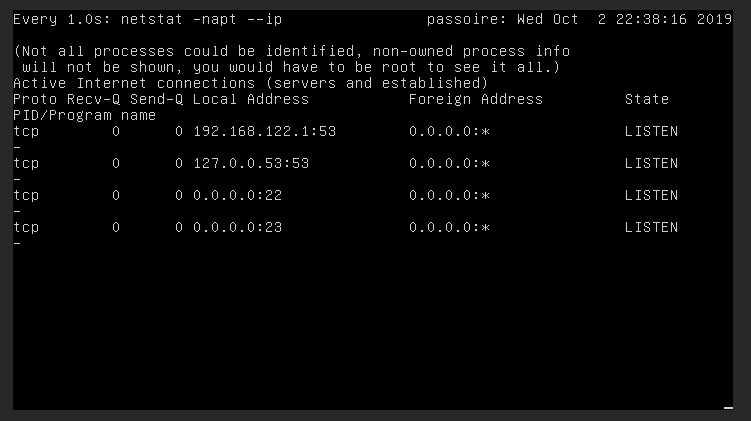 Every 1.0s: netstat -napt --ip                passoire: Wed Oct  2 22:38:16 2019
(Not all processes could be identified, non-owned process info
 will not be shown, you would have to be root to see it all.)
Active Internet connections (servers and established)
Proto Recv-Q Send-Q Local Address           Foreign Address         State
PID/Program name
tcp        0      0 192.168.122.1:53        0.0.0.0:*               LISTEN
-
tcp        0      0 127.0.0.53:53           0.0.0.0:*               LISTEN
-
tcp        0      0 0.0.0.0:22              0.0.0.0:*               LISTEN
-
tcp        0      0 0.0.0.0:23              0.0.0.0:*               LISTEN
-